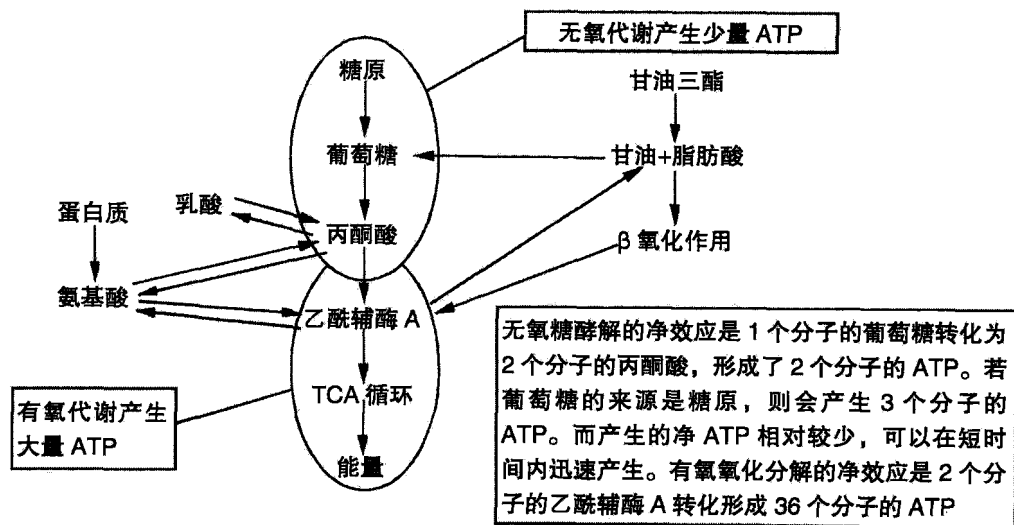 无氧代谢产生少量 ATP
糖原
甘油三酯
葡萄糖
甘油+脂肪酸
乳酸
蛋白质
丙酮酸
β氧化作用
氨基酸
乙酰辅酶 A
TCA 循环
能量
有氧代谢产生
大量 ATP
无氧糖酵解的净效应是 1 个分子的葡萄糖转化为
2 个分子的丙酮酸，形成了 2 个分子的 ATP。若
葡萄糖的来源是糖原，则会产生 3 个分子的
ATP。而产生的净 ATP 相对较少，可以在短时
间内迅速产生。有氧氧化分解的净效应是 2 个分
子的乙酰辅酶 A 转化形成 36 个分子的 ATP